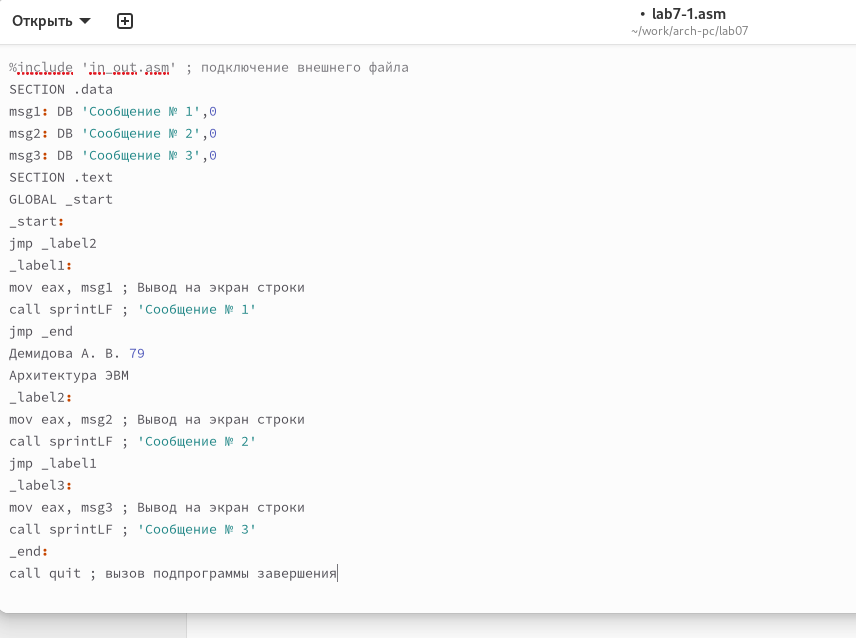 Открыть
• lab7-1.asm
~/work/arch-pc/lab07
%include 'in_out.asm' ; подключение внешнего файла
SECTION .data
msg1: DB 'Сообщение № 1',0
msg2: DB 'Сообщение № 2',0
msg3: DB 'Сообщение № 3',0
SECTION .text
GLOBAL _start
_start:
jmp _label2
_label1:
mov eax, msg1 ; Вывод на экран строки
call sprintLF ; 'Сообщение № 1'
jmp _end
Демидова А. В. 79
Архитектура ЭВМ
_label2:
mov eax, msg2 ; Вывод на экран строки
call sprintLF ; 'Сообщение № 2'
jmp _label1
_label3:
mov eax, msg3 ; Вывод на экран строки
call sprintLF ; 'Сообщение № 3'
_end:
call quit ; вызов подпрограммы завершения